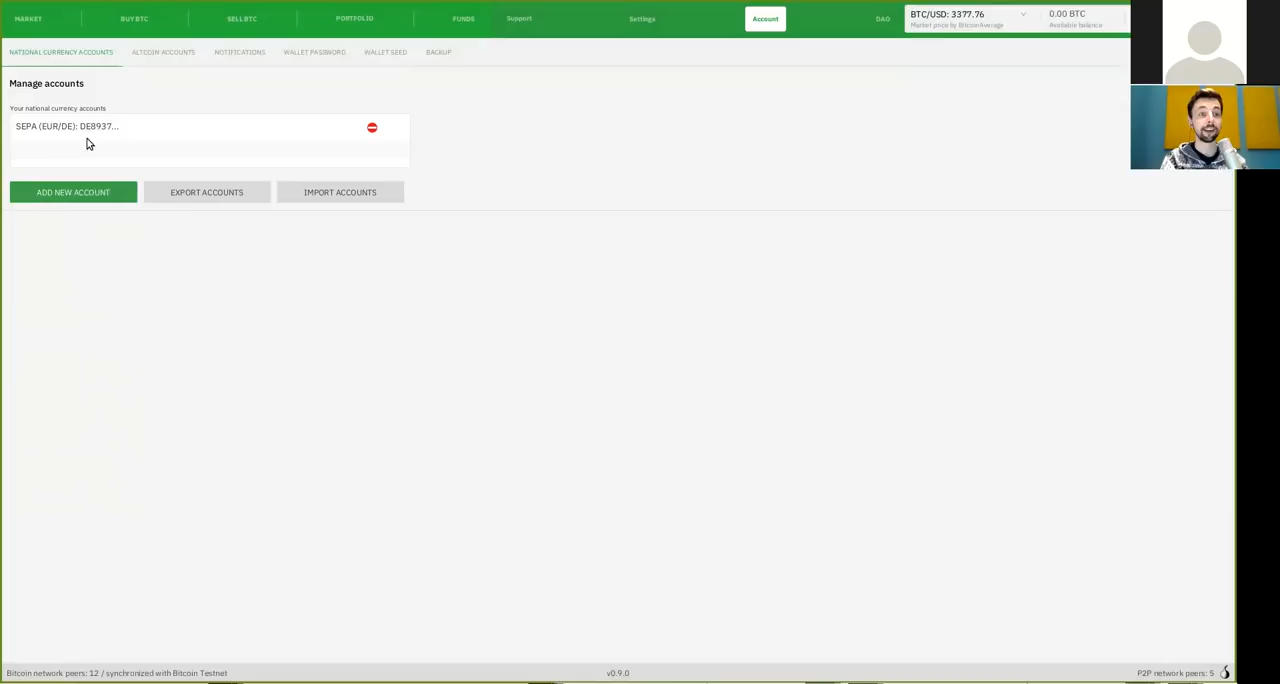 MARKET BUY BTC SELL BTC PORTFOLIO FUNDS Support Settings Account DAO
BTC/USD: 3377.76 0.00 BTC
Market price by BitcoinAverage Available balance
NATIONAL CURRENCY ACCOUNTS ALTCOIN ACCOUNTS NOTIFICATIONS WALLET PASSWORD WALLET SEED BACKUP
Manage accounts
Your national currency accounts
SEPA (EUR/DE): DE8937...
ADD NEW ACCOUNT EXPORT ACCOUNTS IMPORT ACCOUNTS
Bitcoin network peers: 12 / synchronized with Bitcoin Testnet v0.9.0 P2P network peers: 5